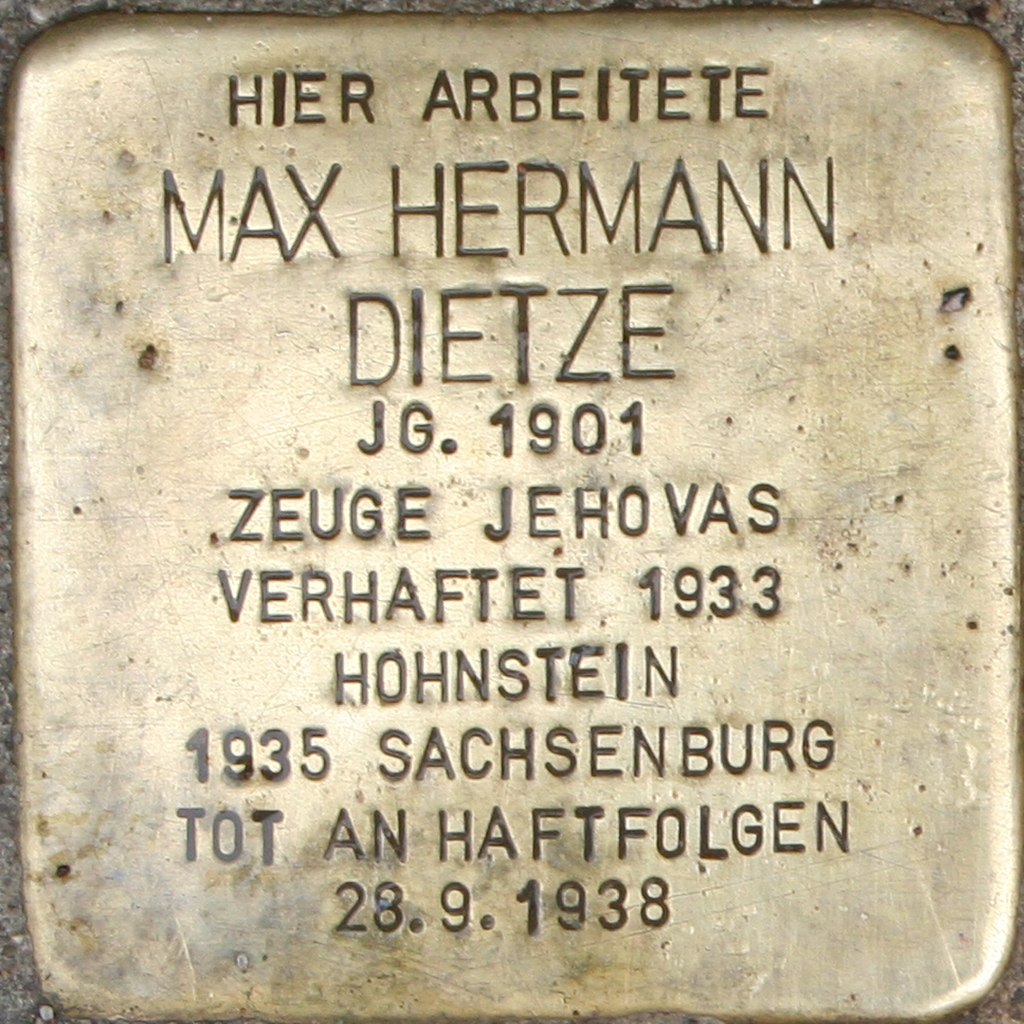 HIER ARBEITETE
MAX HERMANN
DIETZE
JG. 1901
ZEUGE JEHOVAS
VERHAFTET 1933
HOHNSTEIN
1935 SACHSENBURG
TOT AN HAFTFOLGEN
28.9.1938